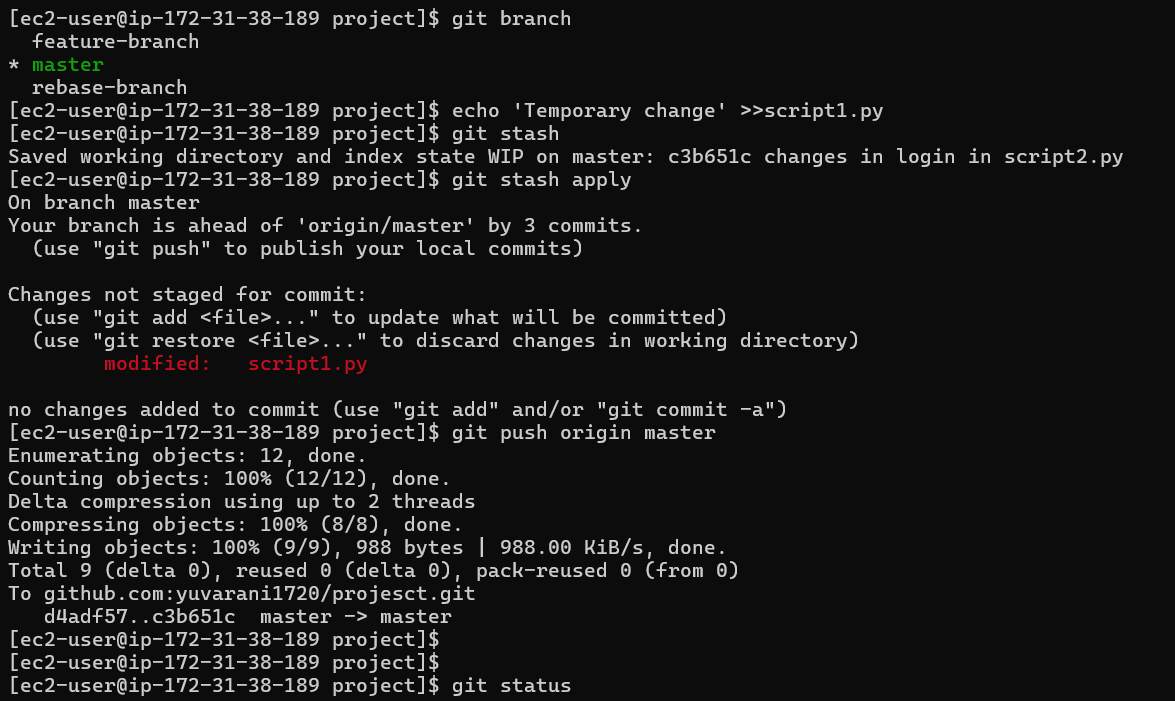 [ec2-user@ip-172-31-38-189 project]$ git branch
  feature-branch
* master
  rebase-branch
[ec2-user@ip-172-31-38-189 project]$ echo 'Temporary change' >>script1.py
[ec2-user@ip-172-31-38-189 project]$ git stash
Saved working directory and index state WIP on master: c3b651c changes in login in script2.py
[ec2-user@ip-172-31-38-189 project]$ git stash apply
On branch master
Your branch is ahead of 'origin/master' by 3 commits.
  (use "git push" to publish your local commits)

Changes not staged for commit:
  (use "git add <file>..." to update what will be committed)
  (use "git restore <file>..." to discard changes in working directory)
        modified:   script1.py

no changes added to commit (use "git add" and/or "git commit -a")
[ec2-user@ip-172-31-38-189 project]$ git push origin master
Enumerating objects: 12, done.
Counting objects: 100% (12/12), done.
Delta compression using up to 2 threads
Compressing objects: 100% (8/8), done.
Writing objects: 100% (9/9), 988 bytes | 988.00 KiB/s, done.
Total 9 (delta 0), reused 0 (delta 0), pack-reused 0 (from 0)
To github.com:yuvarani1720/projesct.git
   d4adf57..c3b651c  master -> master
[ec2-user@ip-172-31-38-189 project]$
[ec2-user@ip-172-31-38-189 project]$
[ec2-user@ip-172-31-38-189 project]$ git status